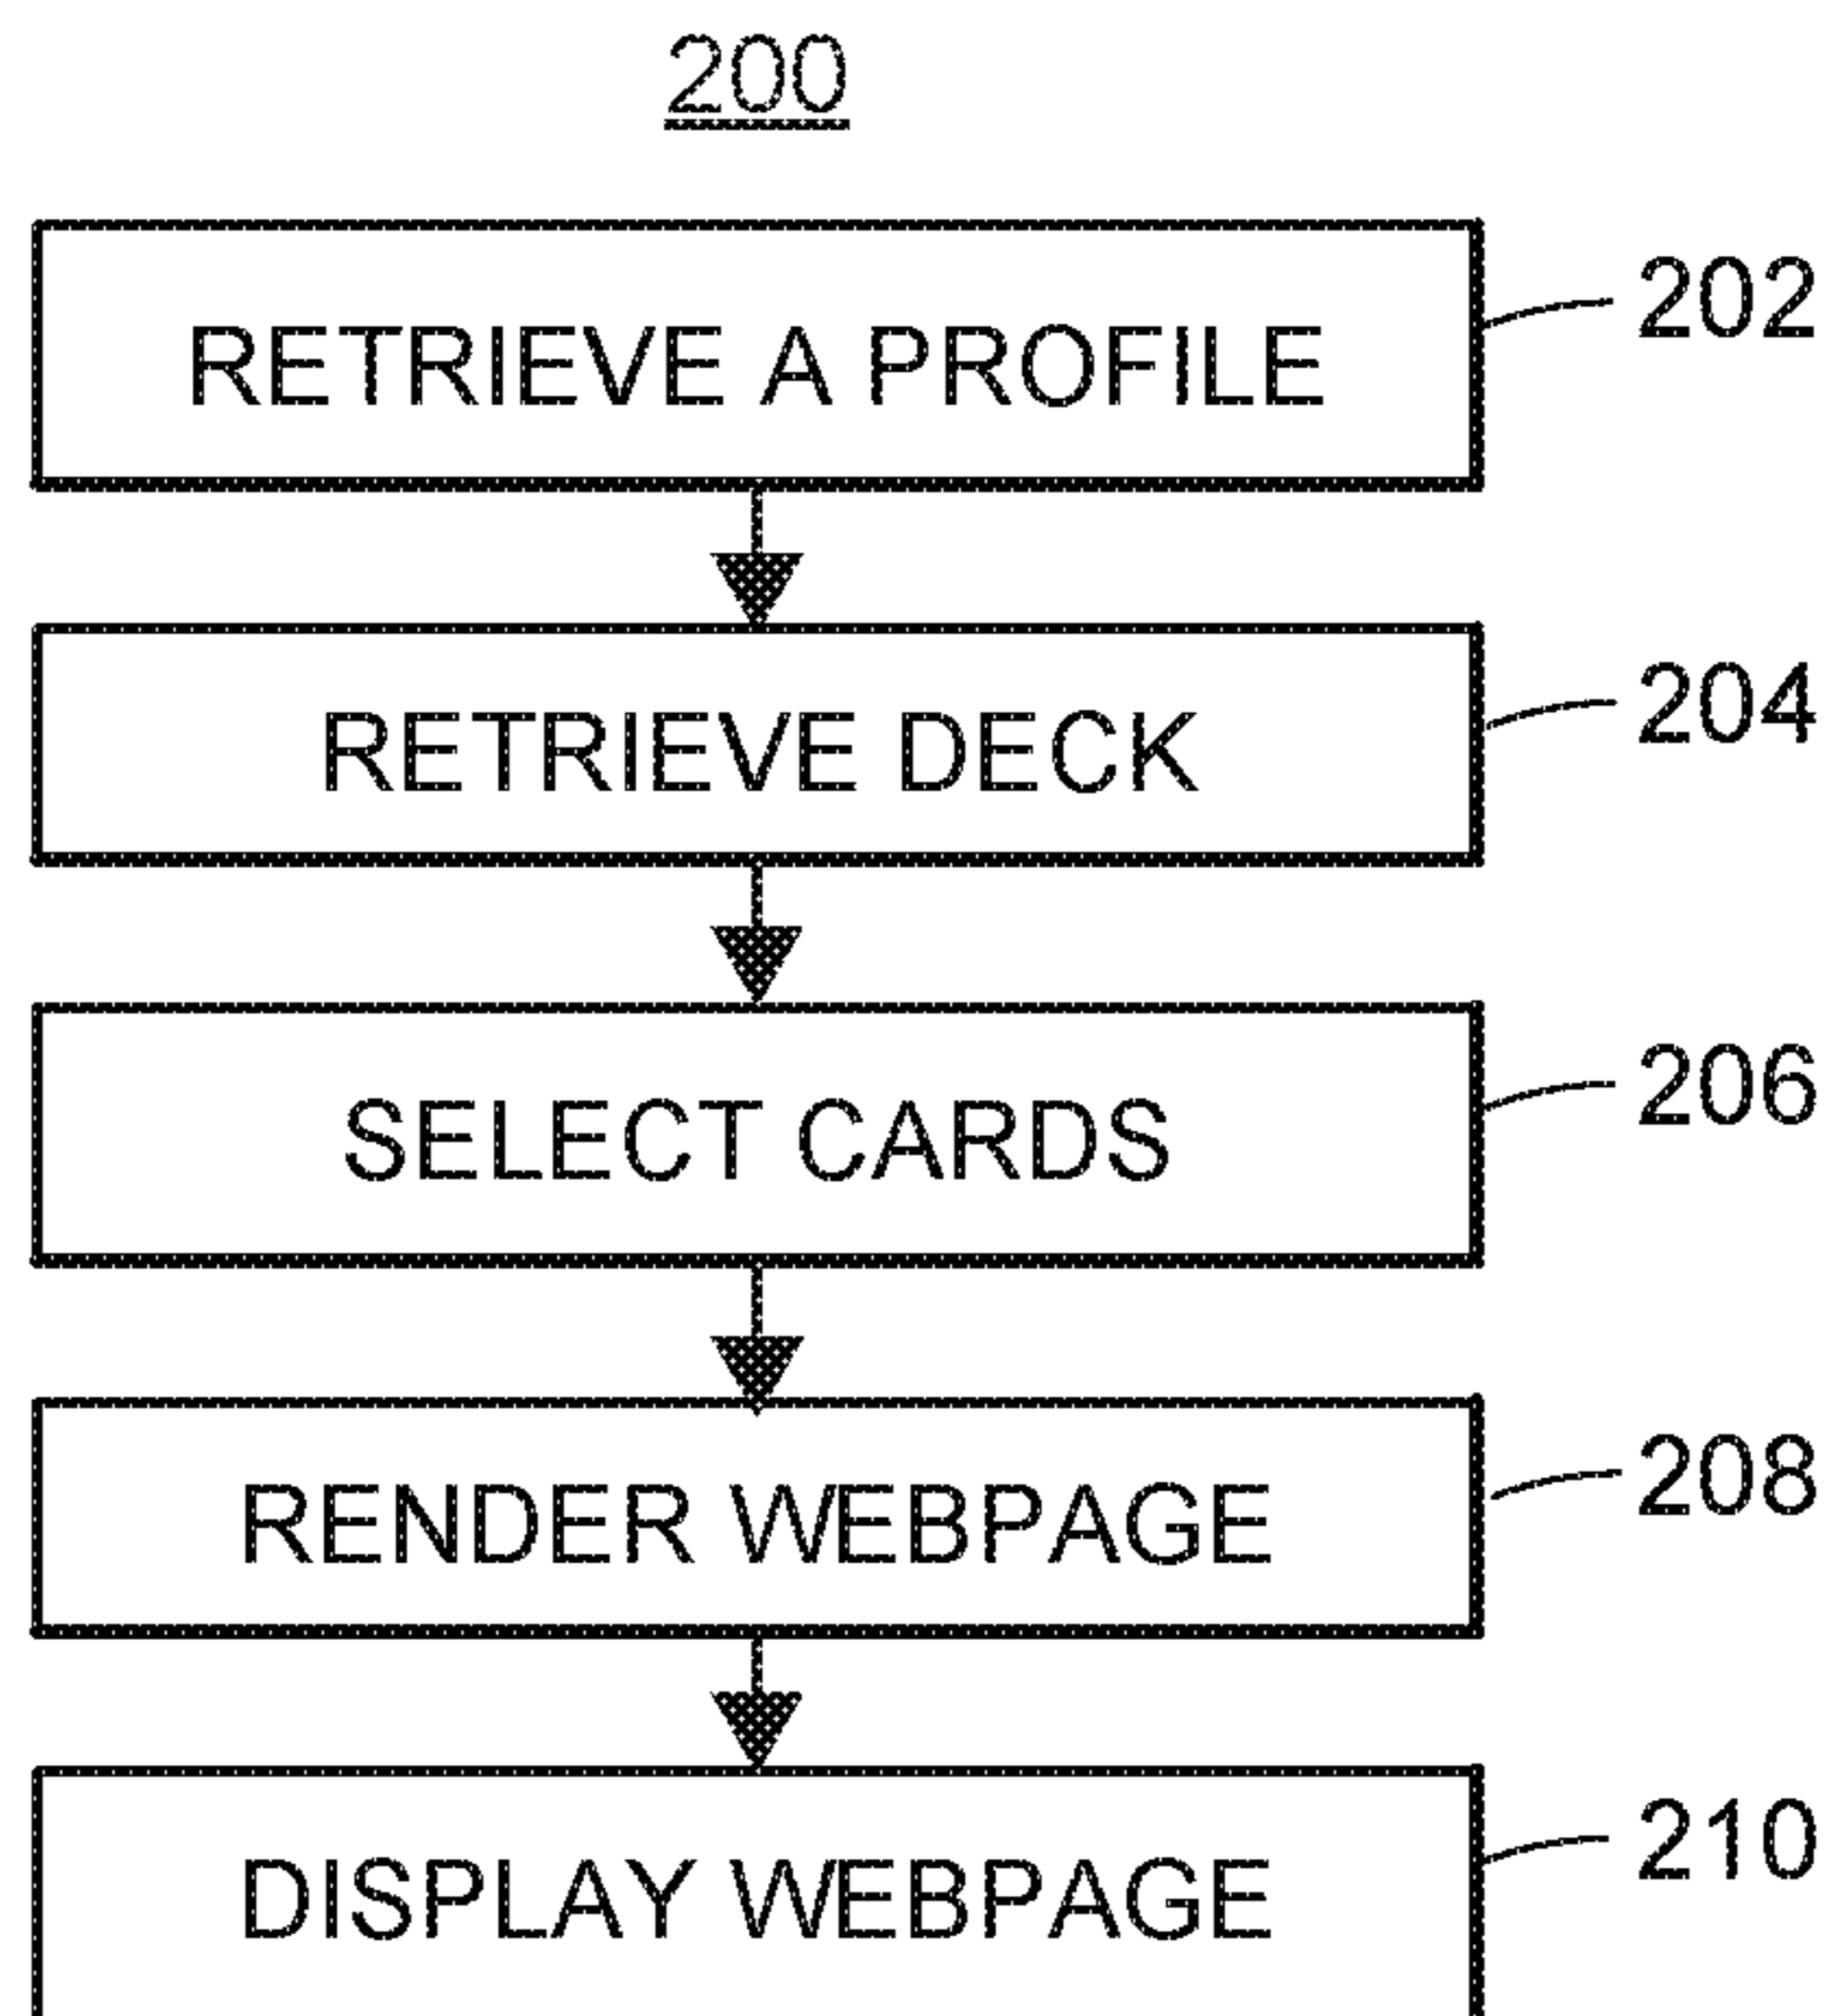 200
RETRIEVE A PROFILE
202
RETRIEVE DECK
204
SELECT CARDS
206
RENDER WEBPAGE
208
DISPLAY WEBPAGE
210